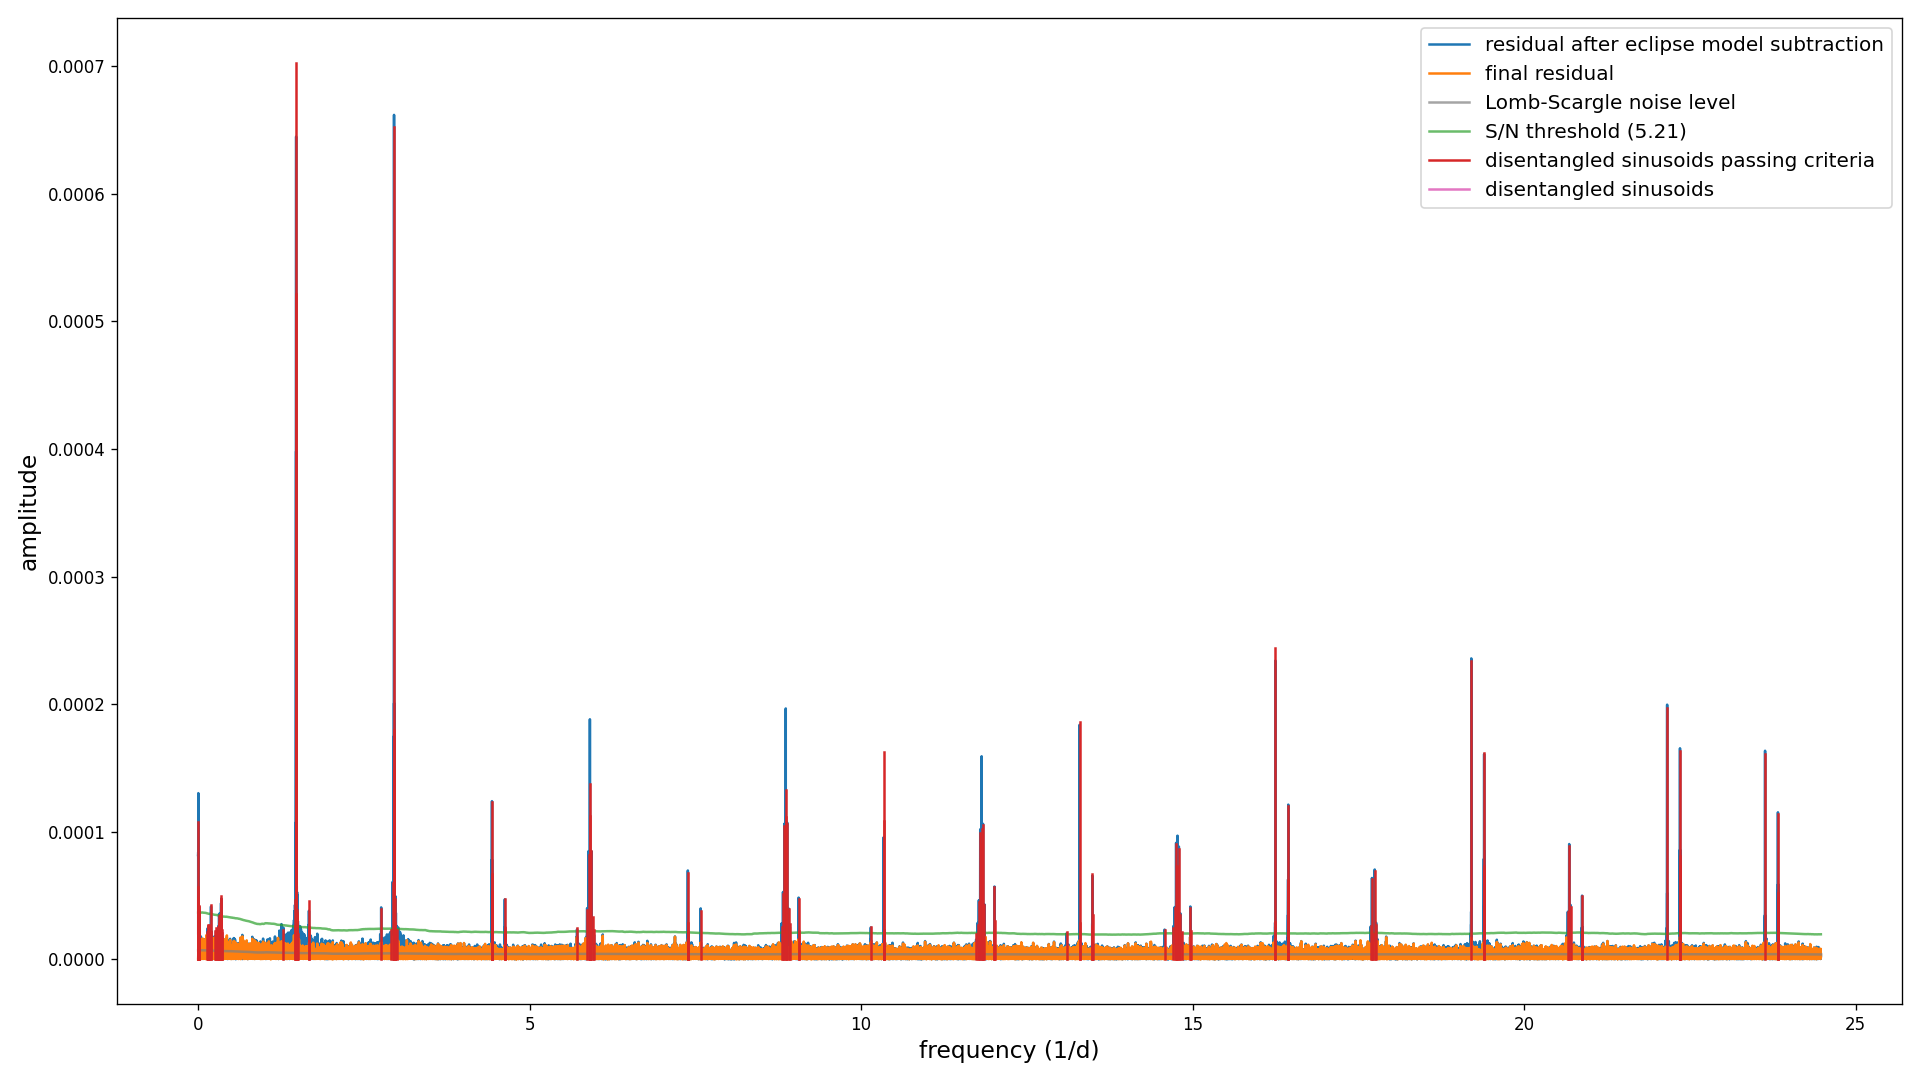 residual after eclipse model subtraction
final residual
Lomb-Scargle noise level
S/N threshold (5.21)
disentangled sinusoids passing criteria
disentangled sinusoids
amplitude
0.0007
0.0006
0.0005
0.0004
0.0003
0.0002
0.0001
0.0000
0 5 10 15 20 25
frequency (1/d)